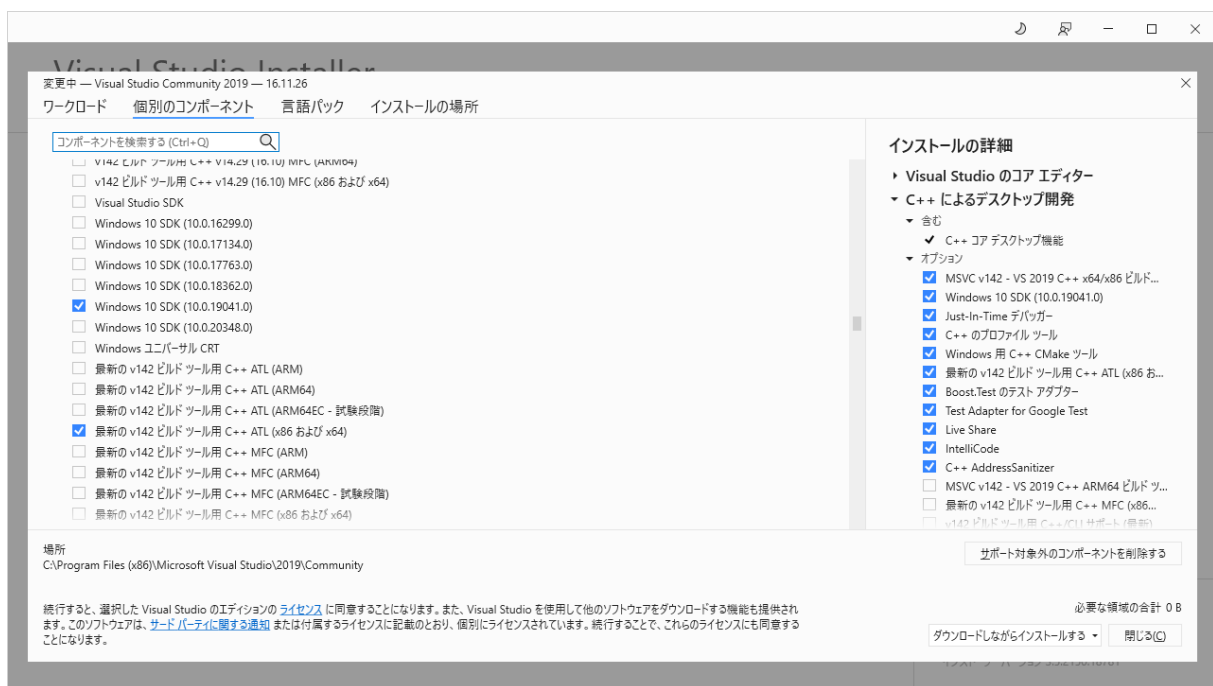 Visual Studio Installer
変更中 — Visual Studio Community 2019 — 16.11.26
ワークロード 個別のコンポーネント 言語パック インストールの場所
コンポーネントを検索する (Ctrl+Q)
v142 ビルド ツール用 C++ v14.29 (16.10) MFC (ARM64)
v142 ビルド ツール用 C++ v14.29 (16.10) MFC (x86 および x64)
Visual Studio SDK
Windows 10 SDK (10.0.16299.0)
Windows 10 SDK (10.0.17134.0)
Windows 10 SDK (10.0.17763.0)
Windows 10 SDK (10.0.18362.0)
Windows 10 SDK (10.0.19041.0)
Windows 10 SDK (10.0.20348.0)
Windows ユニバーサル CRT
最新の v142 ビルド ツール用 C++ ATL (ARM)
最新の v142 ビルド ツール用 C++ ATL (ARM64)
最新の v142 ビルド ツール用 C++ ATL (ARM64EC - 試験段階)
最新の v142 ビルド ツール用 C++ ATL (x86 および x64)
最新の v142 ビルド ツール用 C++ MFC (ARM)
最新の v142 ビルド ツール用 C++ MFC (ARM64)
最新の v142 ビルド ツール用 C++ MFC (ARM64EC - 試験段階)
最新の v142 ビルド ツール用 C++ MFC (x86 および x64)
インストールの詳細
Visual Studio のコア エディター
C++ によるデスクトップ開発
含む
C++ コア デスクトップ機能
オプション
MSVC v142 - VS 2019 C++ x64/x86 ビルド...
Windows 10 SDK (10.0.19041.0)
Just-In-Time デバッガー
C++ のプロファイル ツール
Windows 用 C++ CMake ツール
最新の v142 ビルド ツール用 C++ ATL (x86 お...
Boost.Test のテスト アダプター
Test Adapter for Google Test
Live Share
IntelliCode
C++ AddressSanitizer
MSVC v142 - VS 2019 C++ ARM64 ビルド ツ...
最新の v142 ビルド ツール用 C++ MFC (x86...
v142 ビルド ツール用 C++/CLI サポート (最新)
場所
C:\Program Files (x86)\Microsoft Visual Studio\2019\Community
サポート対象外のコンポーネントを削除する
続行すると、選択した Visual Studio のエディションの ライセンス に同意することになります。また、Visual Studio を使用して他のソフトウェアをダウンロードする機能も提供され
ます。このソフトウェアは、サード パーティに関する通知 または付属するライセンスに記載のとおり、個別にライセンスされています。続行することで、これらのライセンスにも同意する
ことになります。
必要な領域の合計 0 B
ダウンロードしながらインストールする 閉じる(C)